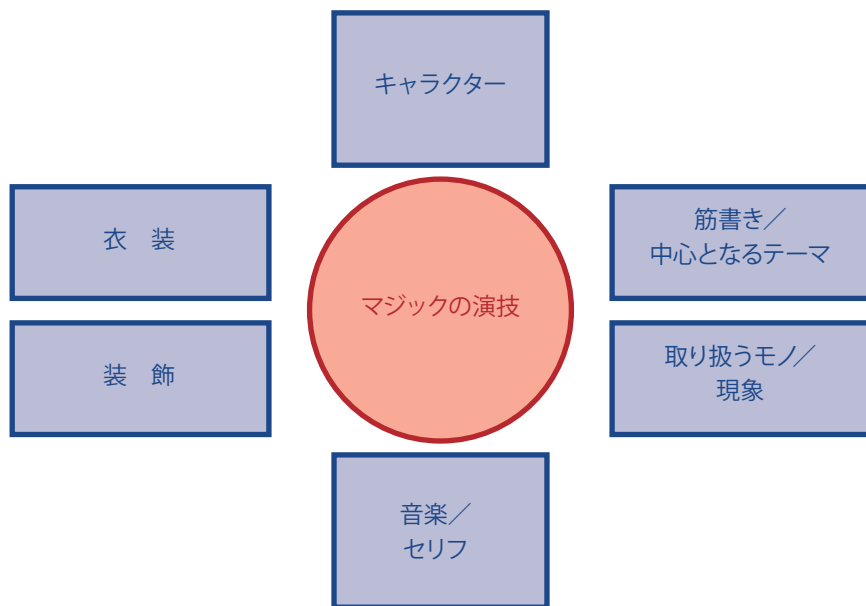 キャラクター
衣　装
筋書き／
中心となるテーマ
マジックの演技
装　飾
取り扱うモノ／
現象
音楽／
セリフ